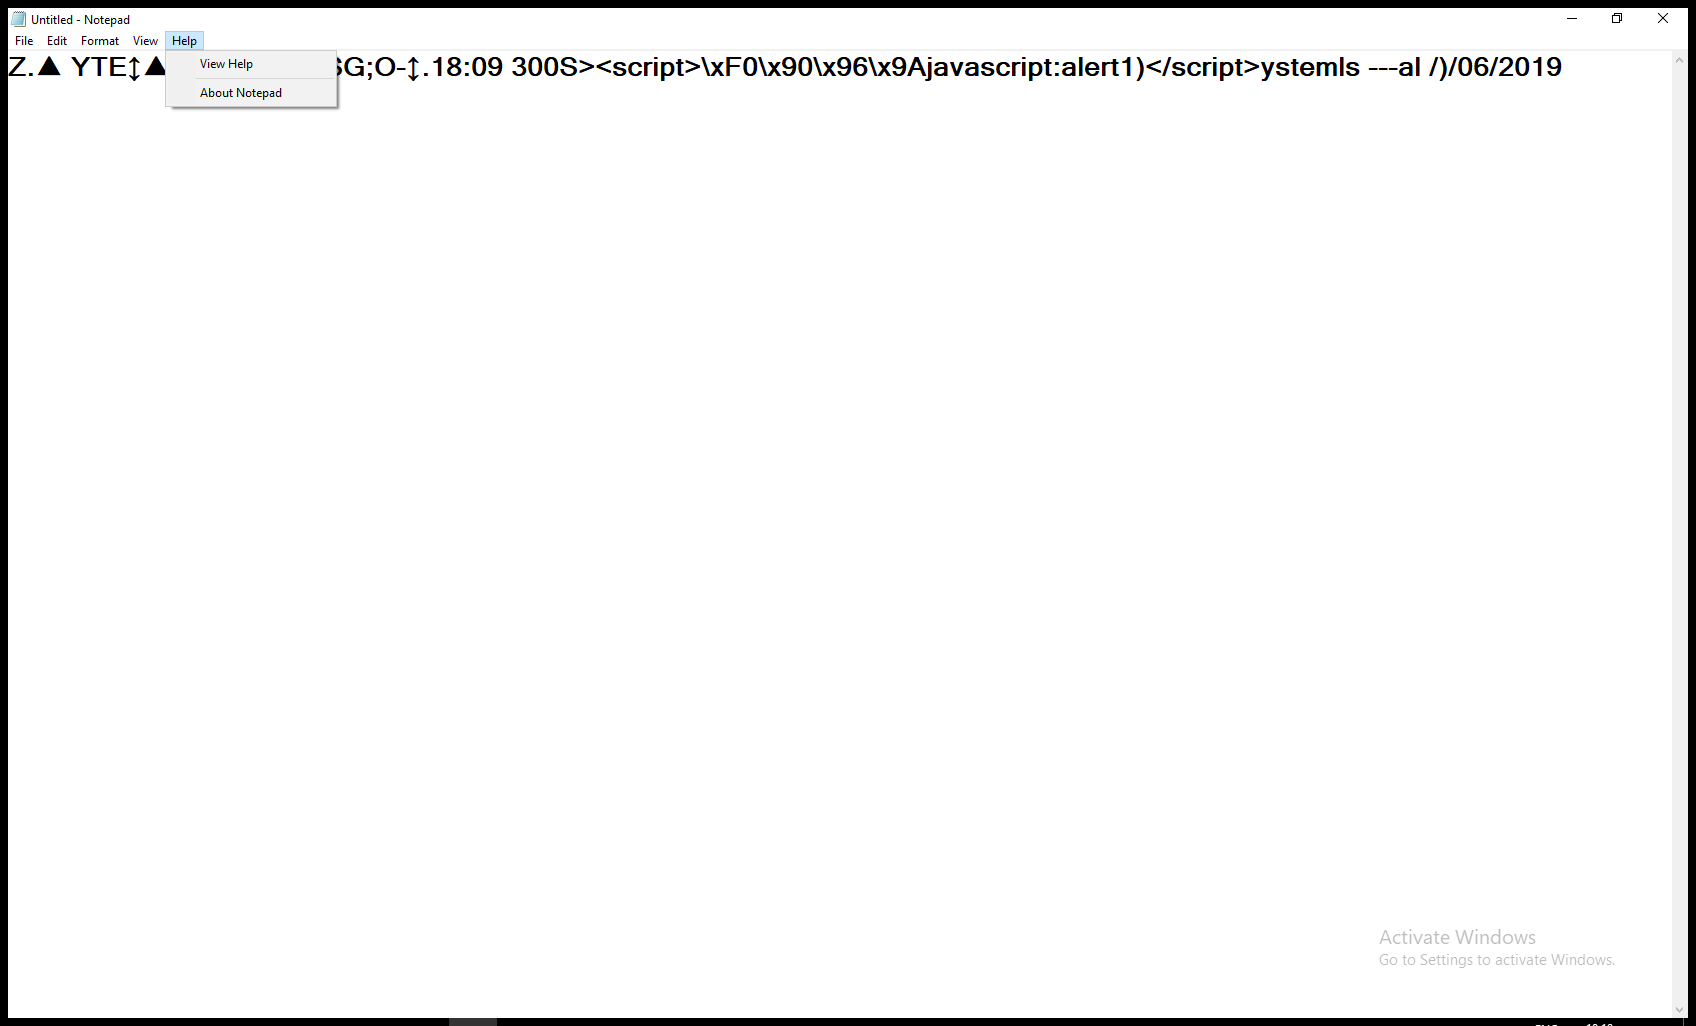 Untitled - Notepad
File Edit Format View Help
Z.▲ YTE↕▲ G;O-↕.18:09 300S><script>\xF0\x90\x96\x9Ajavascript:alert1)</script>ystemls ---al /)/06/2019
View Help
About Notepad
Activate Windows
Go to Settings to activate Windows.